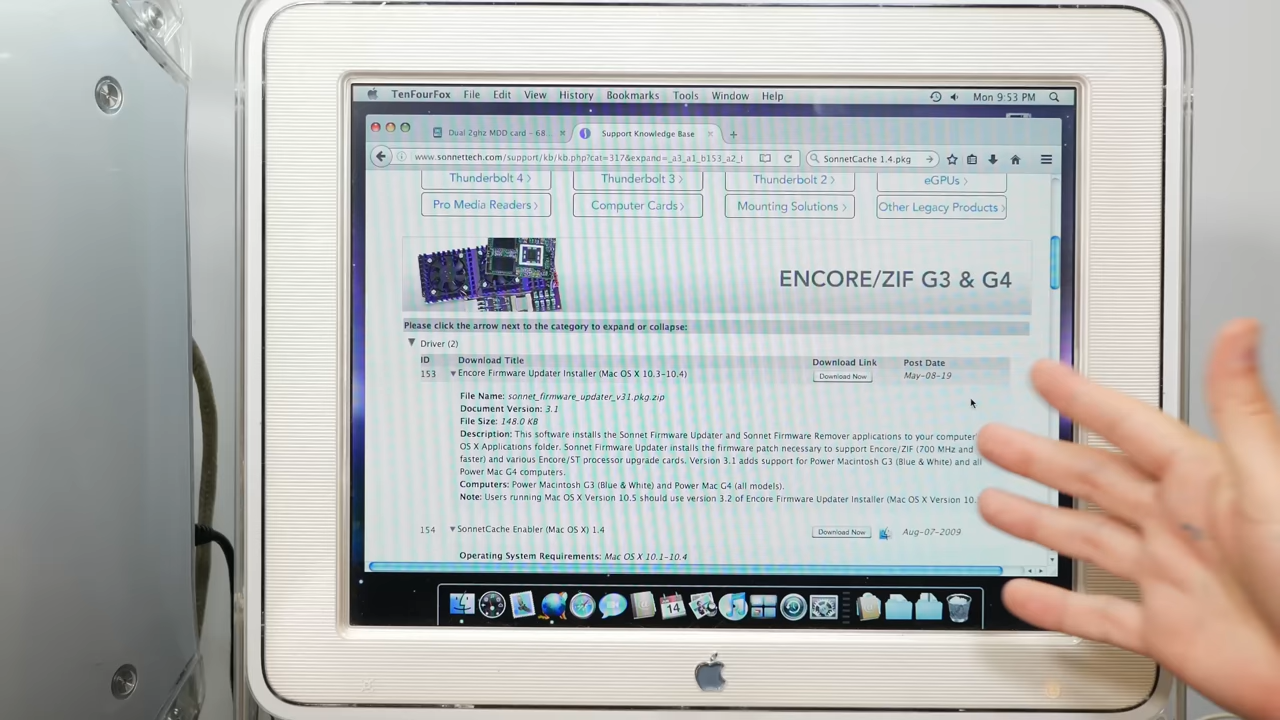 TenFourFox File Edit View History Bookmarks Tools Window Help Mon 9:53 PM
Dual 2ghz MDD card – 68... Support Knowledge Base
www.sonnettech.com/support/kb/kb.php?cat=317&expand=_a3_a1_b153_a2_l SonnetCache 1.4.pkg
Thunderbolt 4 Thunderbolt 3 Thunderbolt 2 eGPUs
Pro Media Readers Computer Cards Mounting Solutions Other Legacy Products
ENCORE/ZIF G3 & G4
Please click the arrow next to the category to expand or collapse:
Driver (2)
ID Download Title Download Link Post Date
153 Encore Firmware Updater Installer (Mac OS X 10.3-10.4) Download Now May-08-19
File Name: sonnet_firmware_updater_v31.pkg.zip
Document Version: 3.1
File Size: 148.0 KB
Description: This software installs the Sonnet Firmware Updater and Sonnet Firmware Remover applications to your computer
OS X Applications folder. Sonnet Firmware Updater installs the firmware patch necessary to support Encore/ZIF (700 MHz and
faster) and various Encore/ST processor upgrade cards. Version 3.1 adds support for Power Macintosh G3 (Blue & White) and all
Power Mac G4 computers.
Computers: Power Macintosh G3 (Blue & White) and Power Mac G4 (all models).
Note: Users running Mac OS X Version 10.5 should use version 3.2 of Encore Firmware Updater Installer (Mac OS X Version 10.
154 SonnetCache Enabler (Mac OS X) 1.4 Download Now Aug-07-2009
Operating System Requirements: Mac OS X 10.1-10.4
14